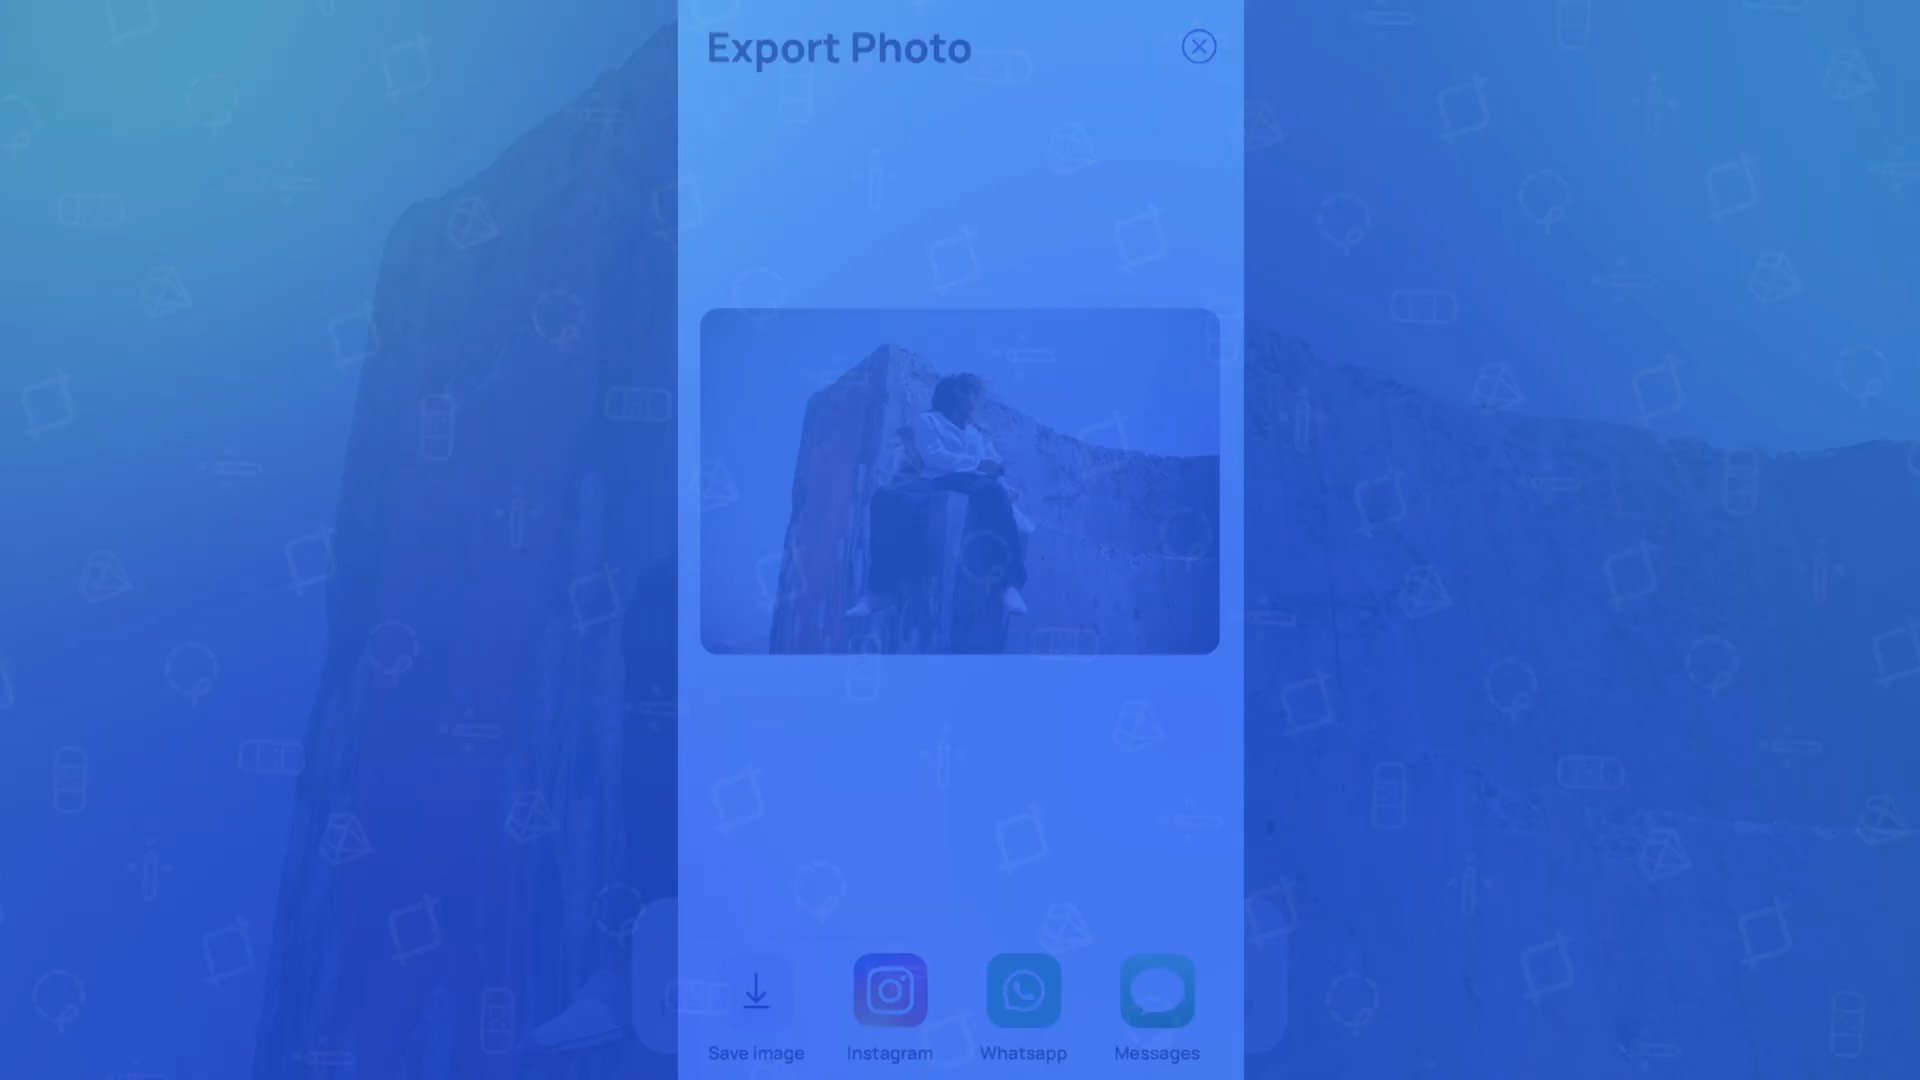 Export Photo
Save image
Instagram
Whatsapp
Messages